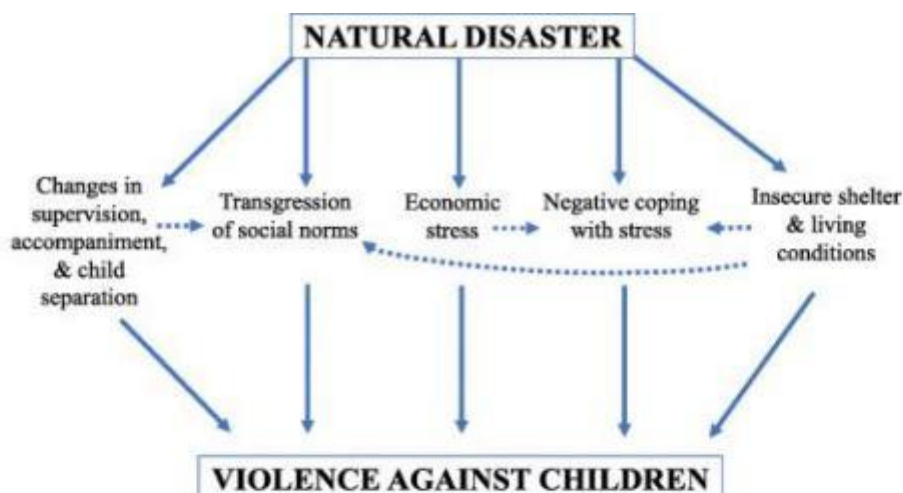 NATURAL DISASTER
Changes in
supervision,
accompaniment,
& child
separation
Transgression
of social norms
Economic
stress
Negative coping
with stress
Insecure shelter
& living
conditions
VIOLENCE AGAINST CHILDREN